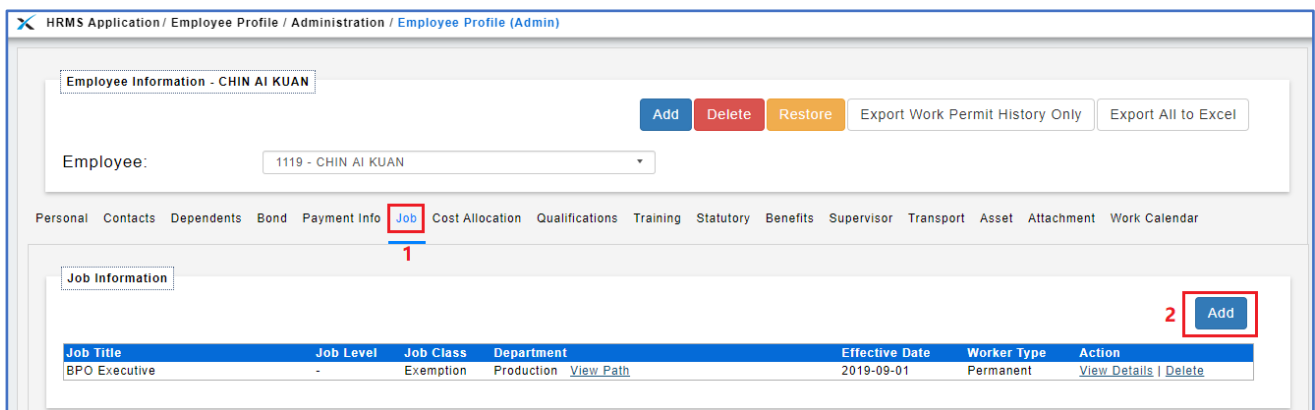 HRMS Application / Employee Profile / Administration / Employee Profile (Admin)
Employee Information - CHIN AI KUAN
Add Delete Restore Export Work Permit History Only Export All to Excel
Employee: 1119 - CHIN AI KUAN
Personal Contacts Dependents Bond Payment Info Job Cost Allocation Qualifications Training Statutory Benefits Supervisor Transport Asset Attachment Work Calendar
1
Job Information
2 Add
Job Title Job Level Job Class Department Effective Date Worker Type Action
BPO Executive - Exemption Production View Path 2019-09-01 Permanent View Details | Delete